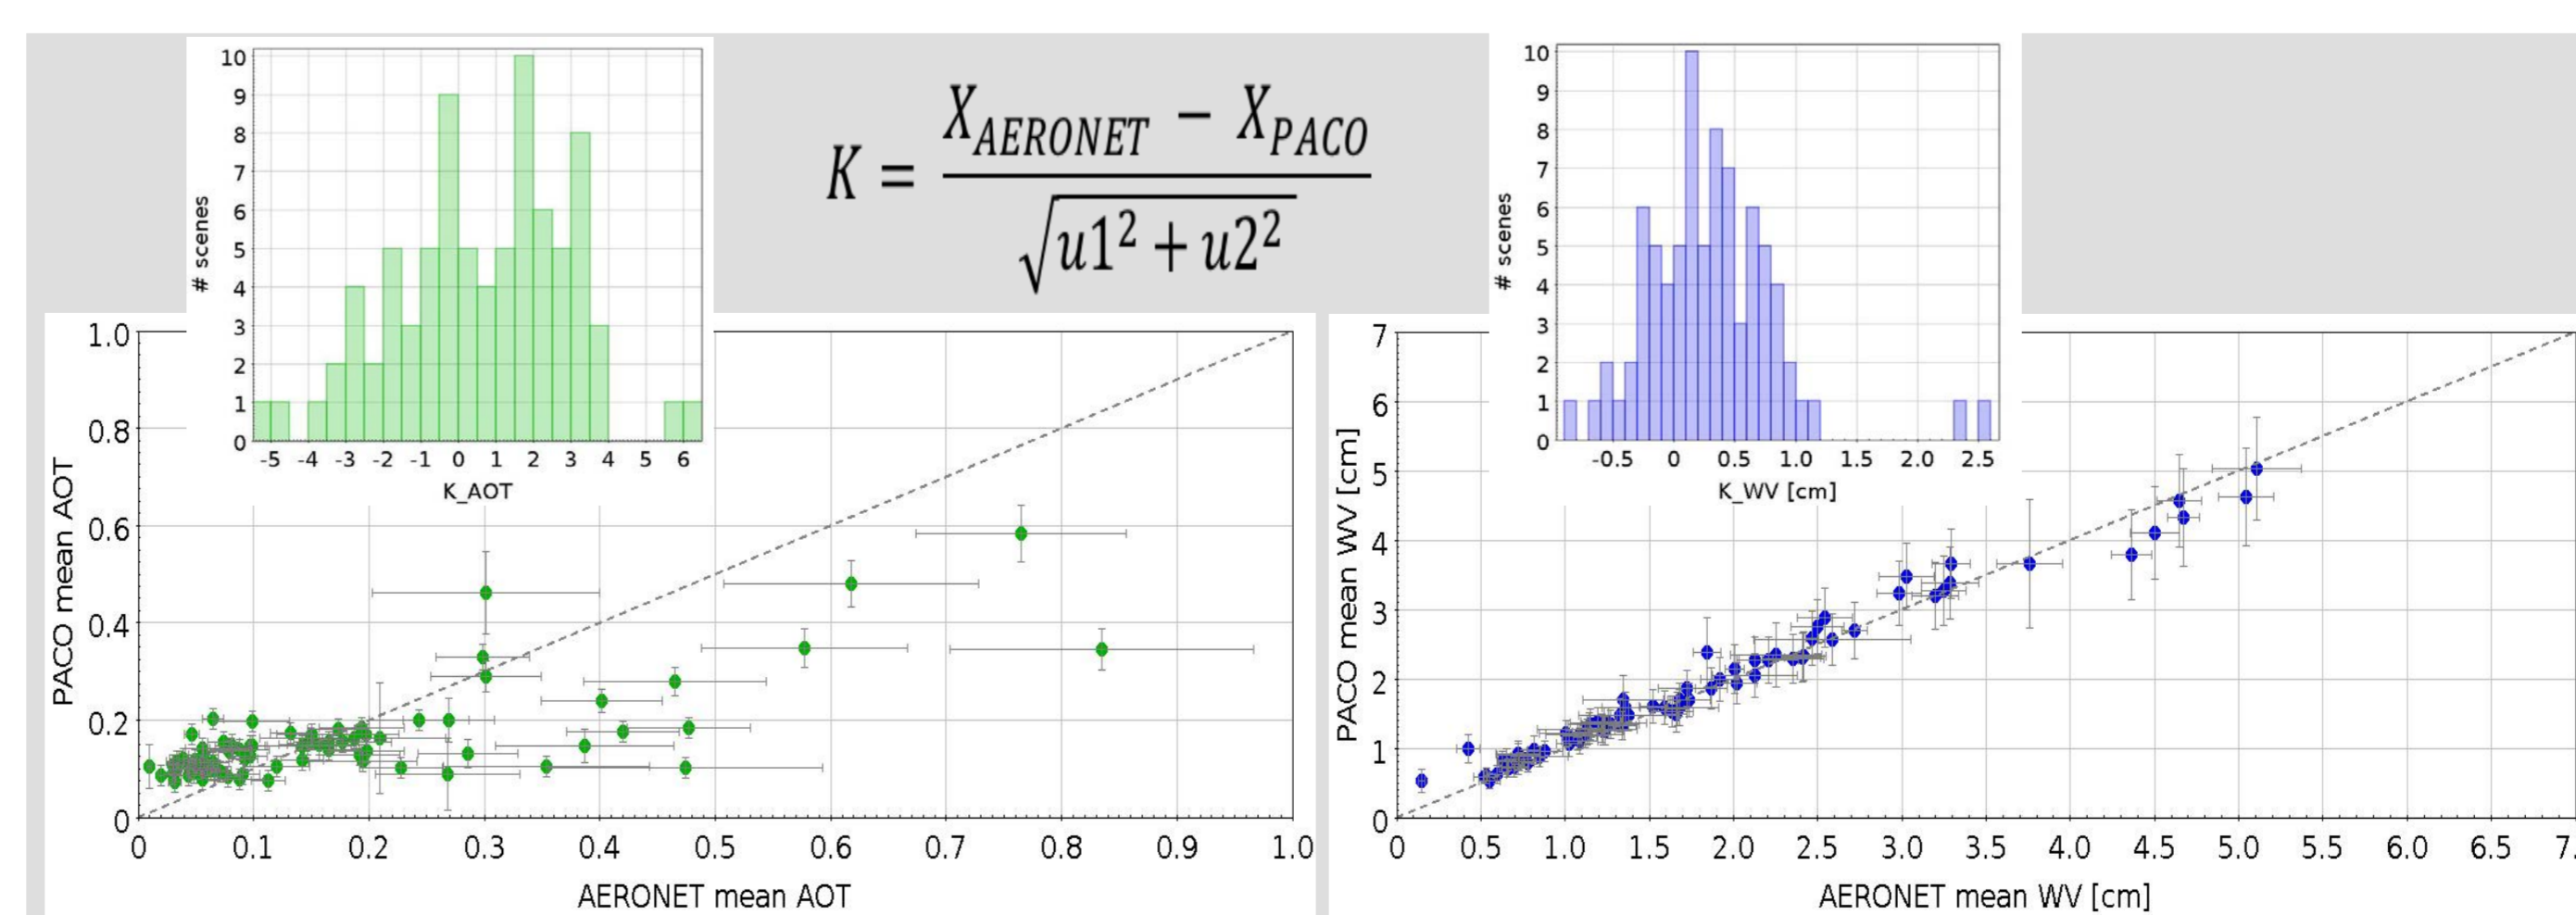 10
9
8
7
6
5
4
3
2
1
0
# scenes
-5 -4 -3 -2 -1 0 1 2 3 4 5 6
K_AOT
K = (X_AERONET − X_PACO) / √(u1² + u2²)
10
9
8
7
6
5
4
3
2
1
0
# scenes
-0.5 0 0.5 1.0 1.5 2.0 2.5
K_WV [cm]
1.0
0.8
0.6
0.4
0.2
0
PACO mean AOT
0 0.1 0.2 0.3 0.4 0.5 0.6 0.7 0.8 0.9 1.0
AERONET mean AOT
7
6
5
4
3
2
1
0
PACO mean WV [cm]
0 0.5 1.0 1.5 2.0 2.5 3.0 3.5 4.0 4.5 5.0 5.5 6.0 6.5 7.
AERONET mean WV [cm]